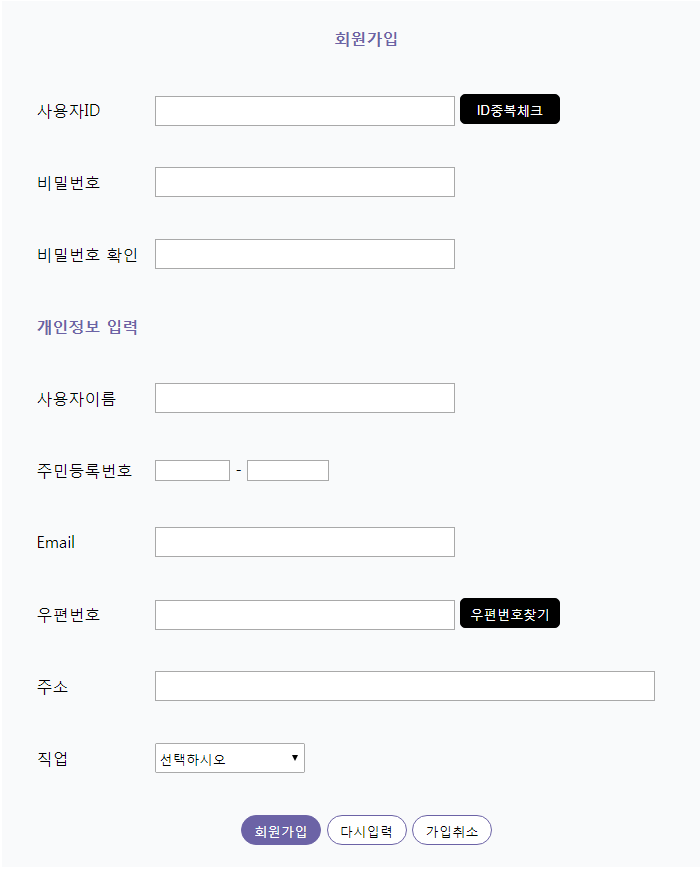 회원가입
사용자ID ID중복체크
비밀번호
비밀번호 확인
개인정보 입력
사용자이름
주민등록번호 -
Email
우편번호 우편번호찾기
주소
직업 선택하시오
회원가입 다시입력 가입취소